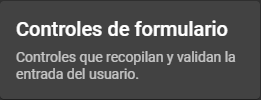 Controles de formulario
Controles que recopilan y validan la
entrada del usuario.